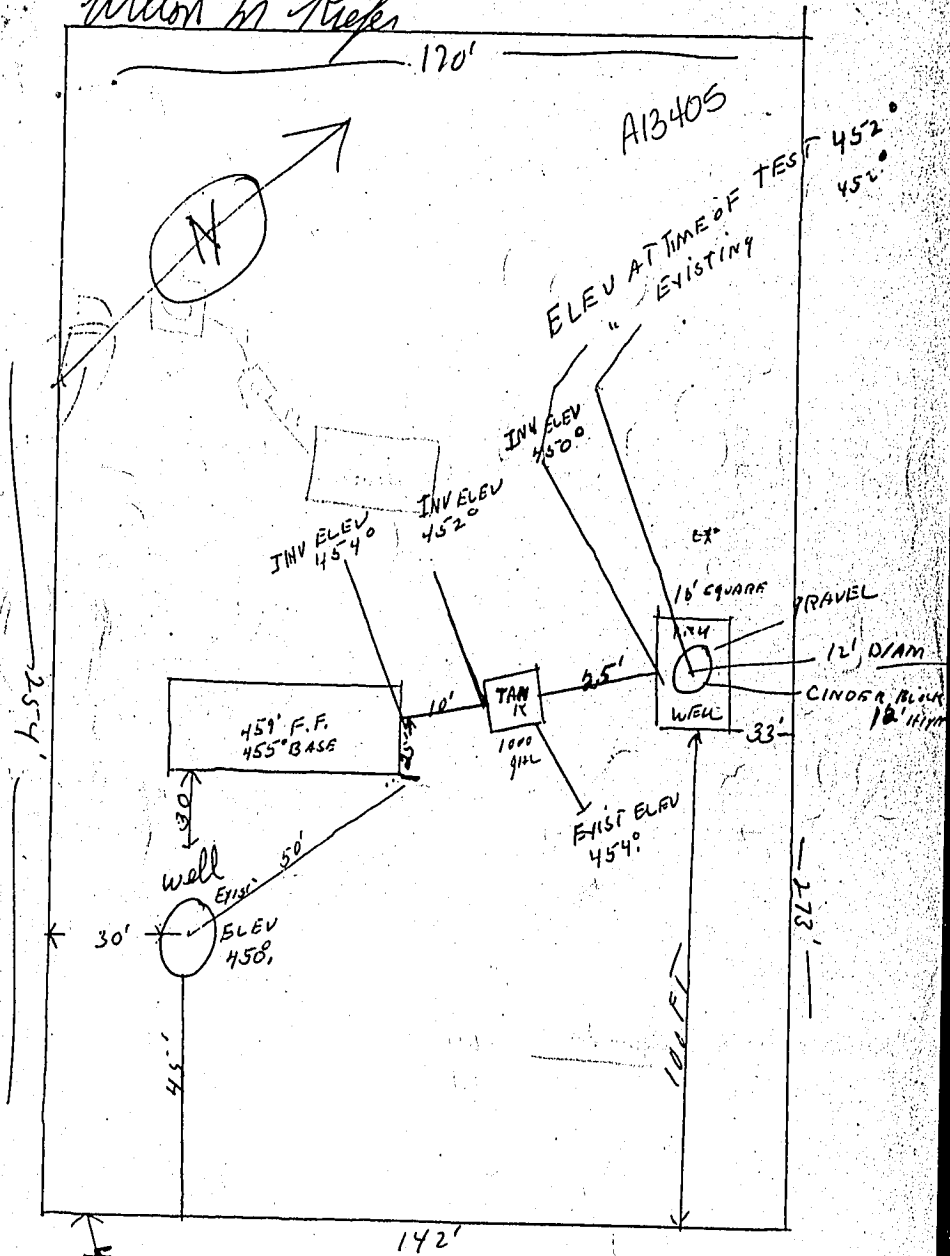 120'
A13405
N
ELEV AT TIME OF TEST 452°
" EXISTING 452°
INV ELEV
450°
INV ELEV
452°
INV ELEV
454°
16' SQUARE
GRAVEL
DRY
WELL
12' DIAM
CINDER BLOCK
12' HIGH
33'
25'
10'
TANK
1000
GAL
459' F.F.
455° BASE
EXIST ELEV
454°
30
50'
well
EXIST
ELEV
450°
30'
45'
100 FT
254'
273'
142'